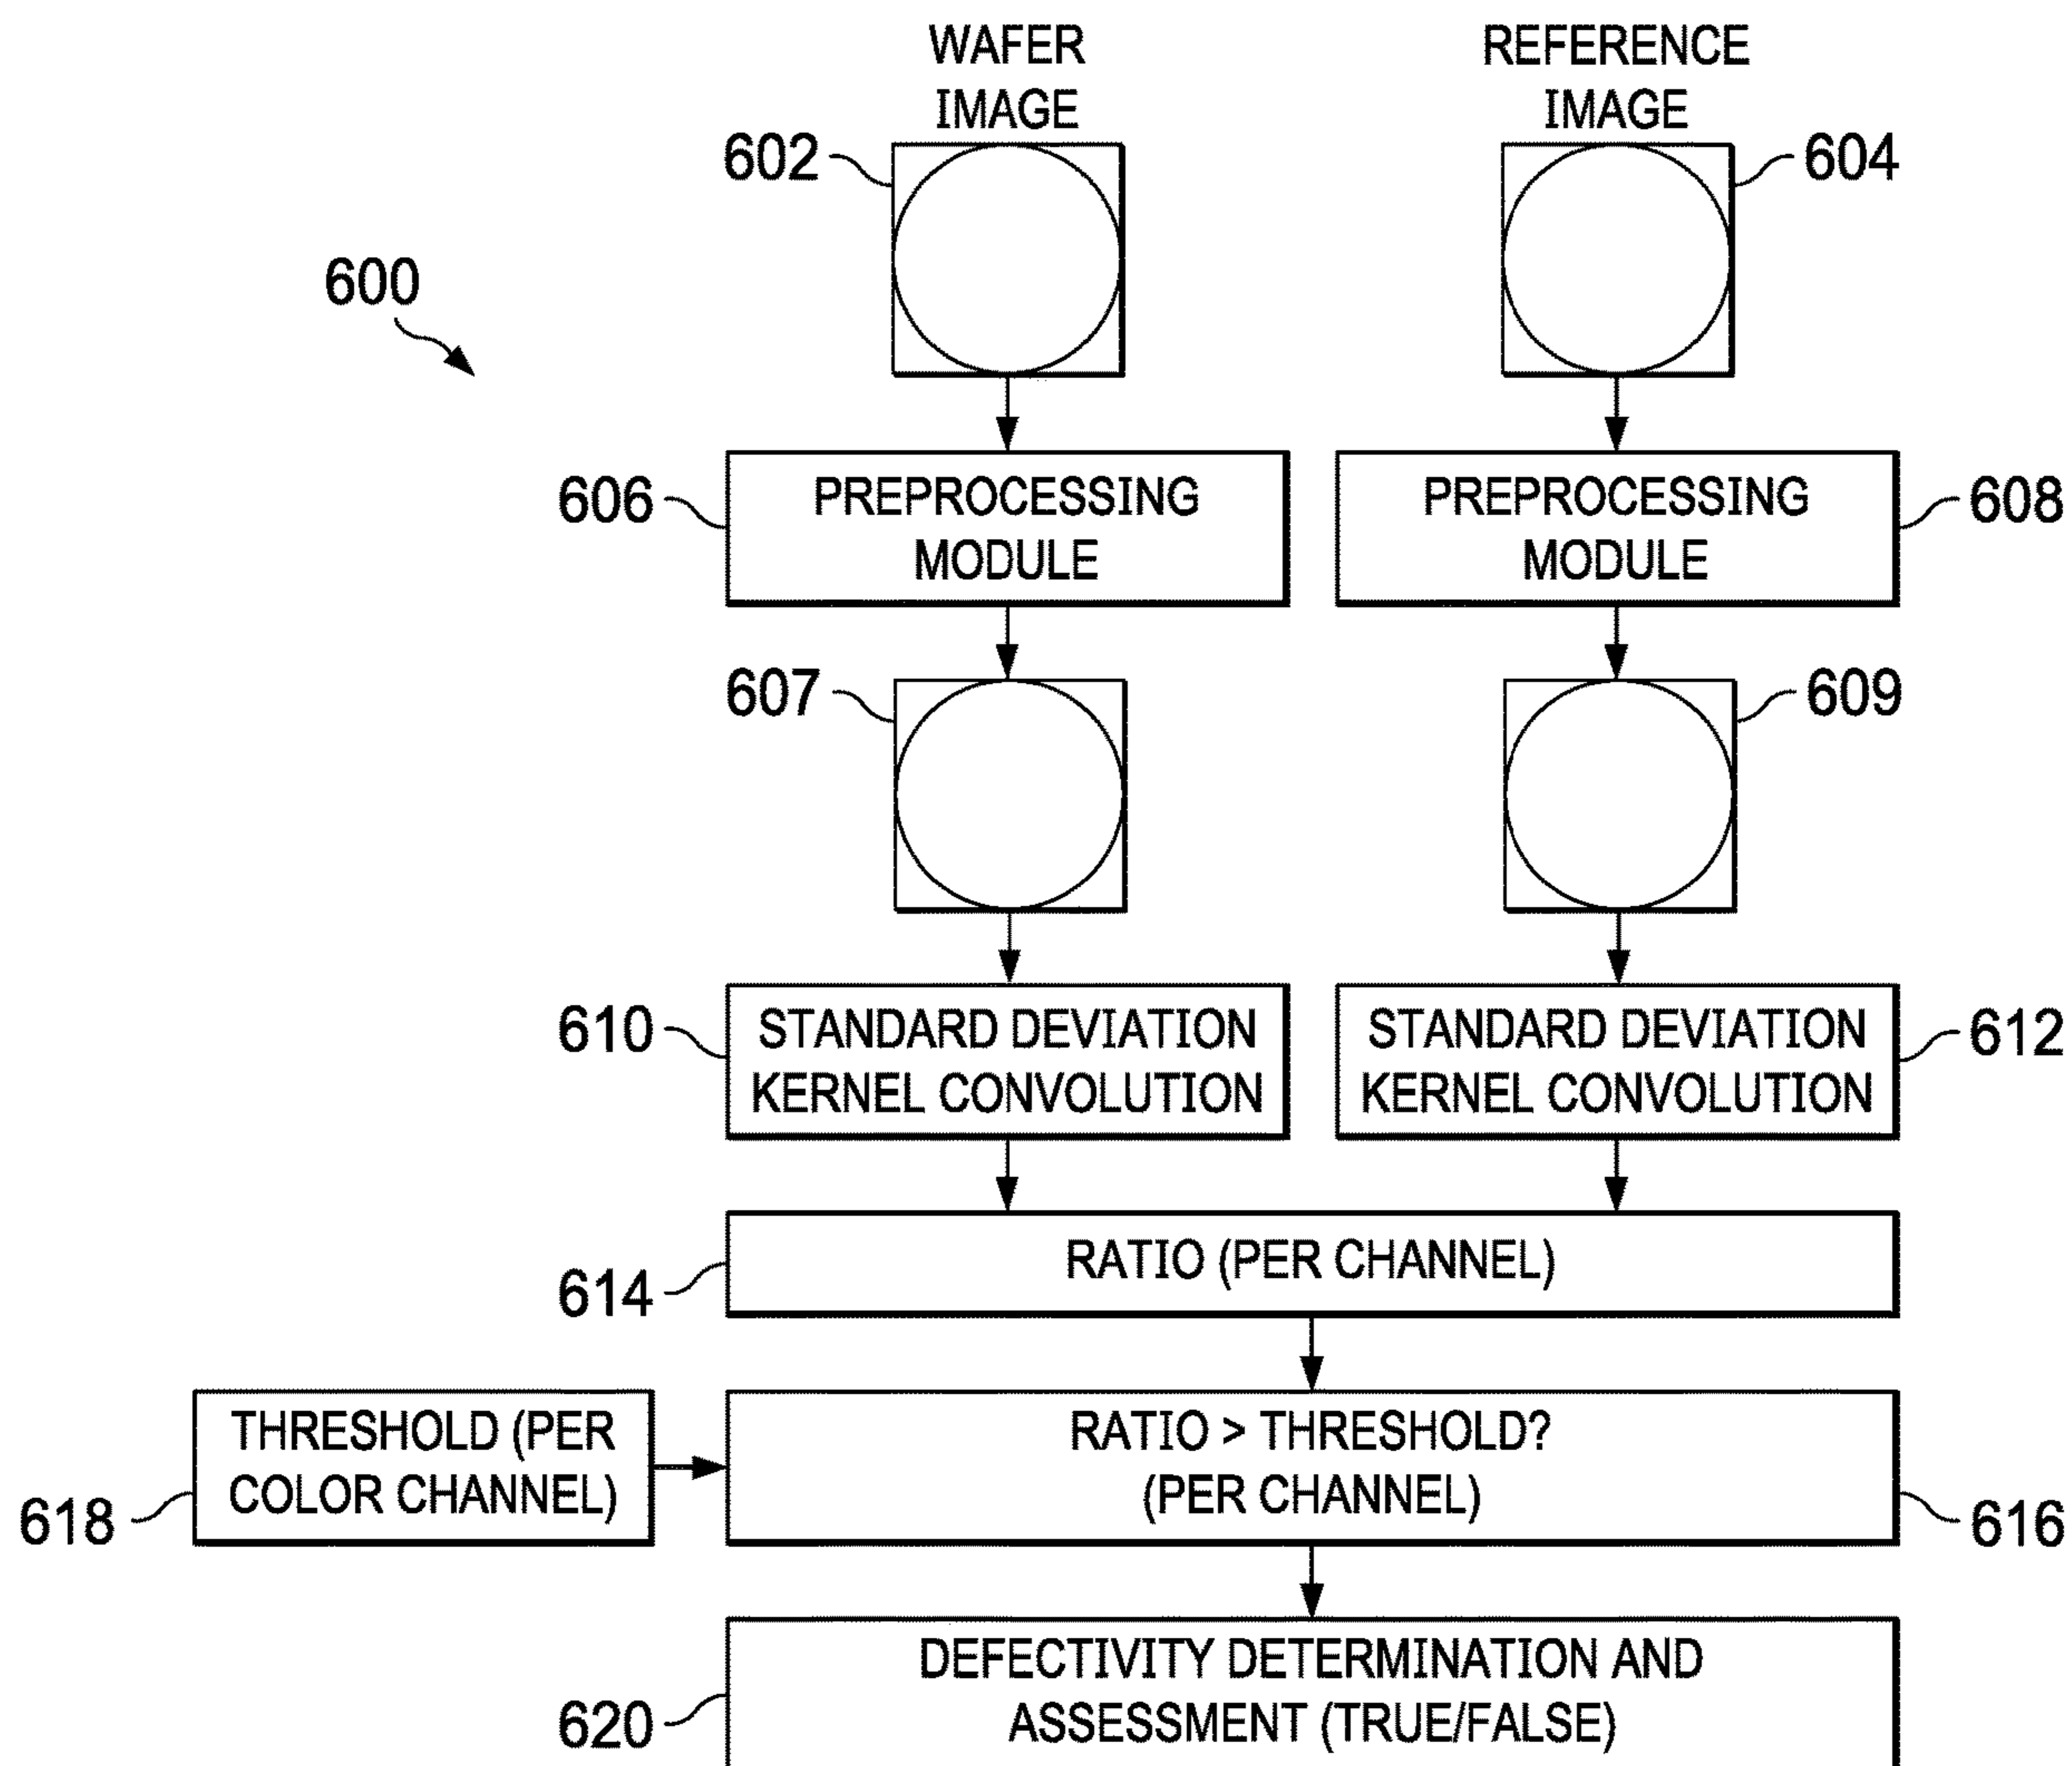 WAFER
IMAGE
REFERENCE
IMAGE
602
604
600
606
PREPROCESSING
MODULE
PREPROCESSING
MODULE
608
607
609
610
STANDARD DEVIATION
KERNEL CONVOLUTION
STANDARD DEVIATION
KERNEL CONVOLUTION
612
614
RATIO (PER CHANNEL)
618
THRESHOLD (PER
COLOR CHANNEL)
RATIO > THRESHOLD?
(PER CHANNEL)
616
620
DEFECTIVITY DETERMINATION AND
ASSESSMENT (TRUE/FALSE)